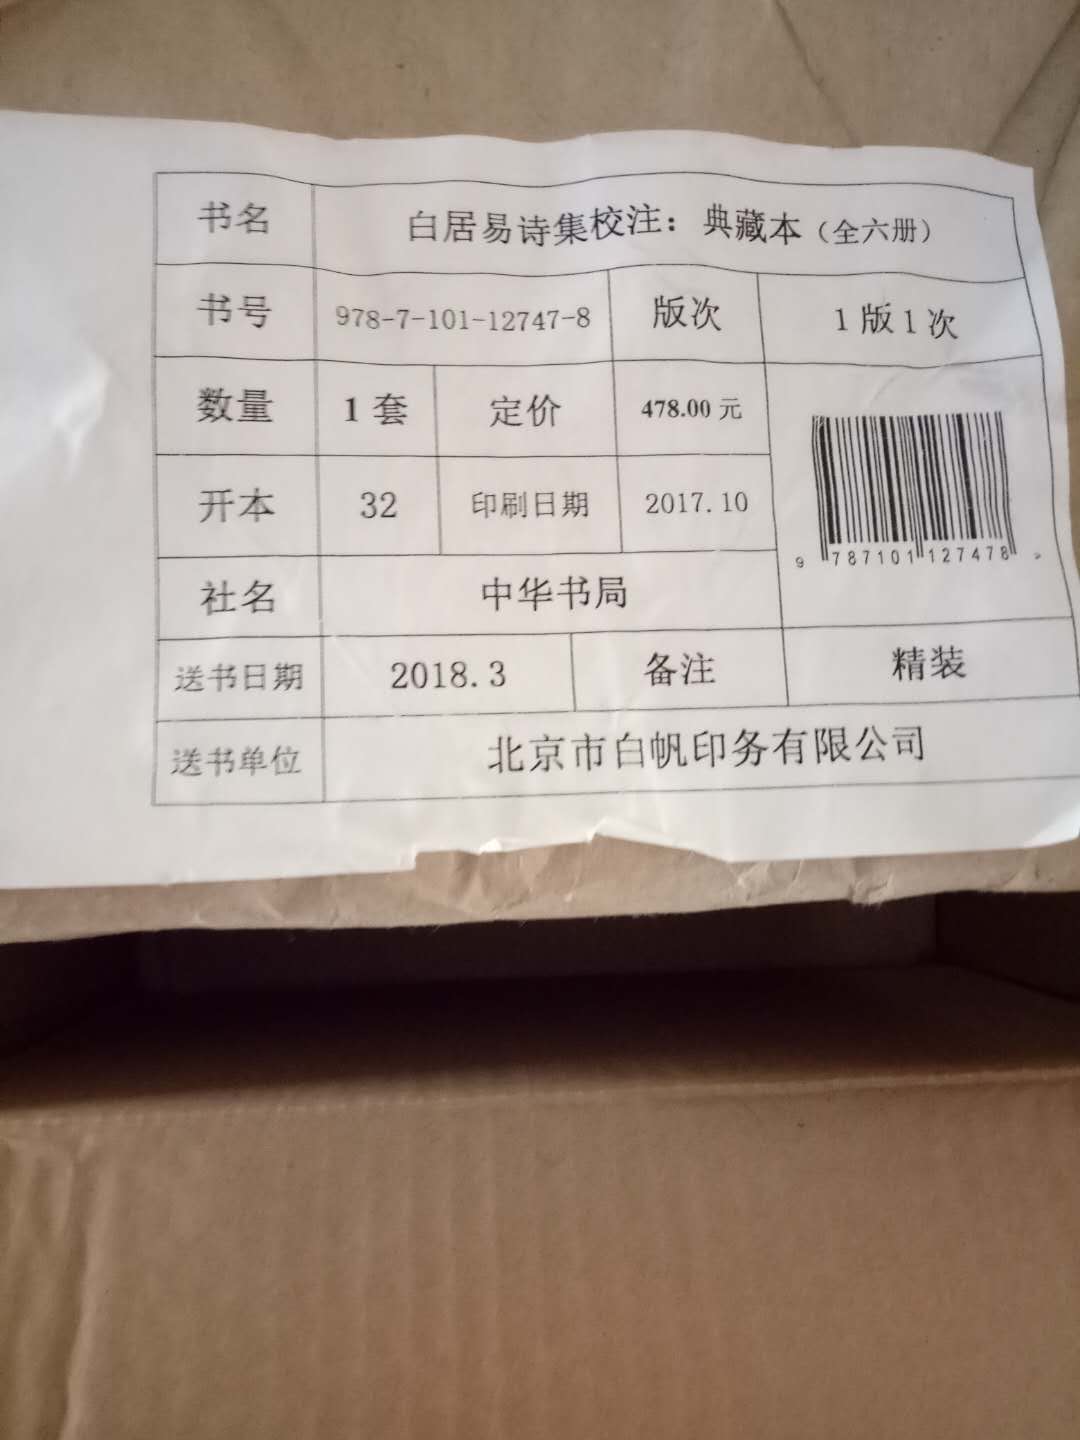 书名 白居易诗集校注：典藏本（全六册）
书号 978-7-101-12747-8 版次 1版1次
数量 1套 定价 478.00元
开本 32 印刷日期 2017.10
9 787101 127478 >
社名 中华书局
送书日期 2018.3 备注 精装
送书单位 北京市白帆印务有限公司